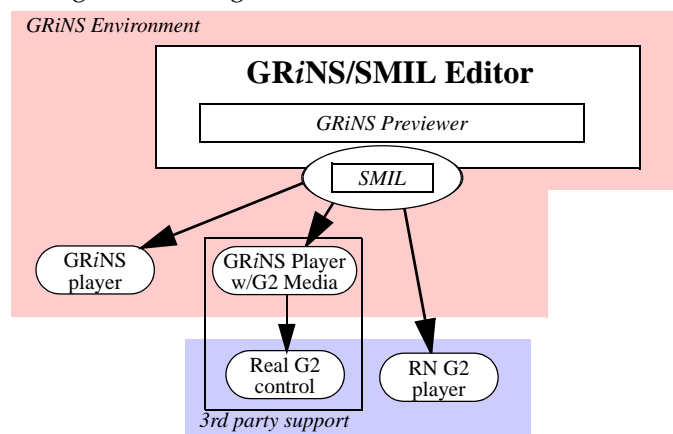 GRiNS Environment
GRiNS/SMIL Editor
GRiNS Previewer
SMIL
GRiNS
player
GRiNS Player
w/G2 Media
Real G2
control
RN G2
player
3rd party support